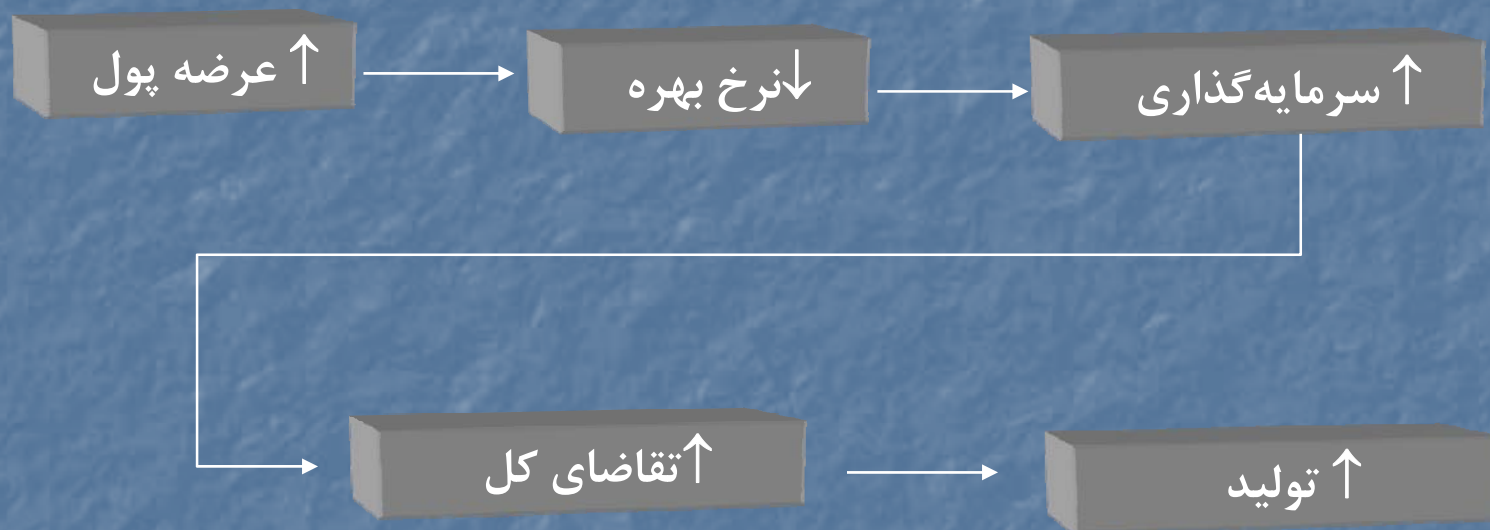 ↑ عرضه پول
↓نرخ بهره
↑ سرمایه‌گذاری
↑تقاضای کل
↑ تولید